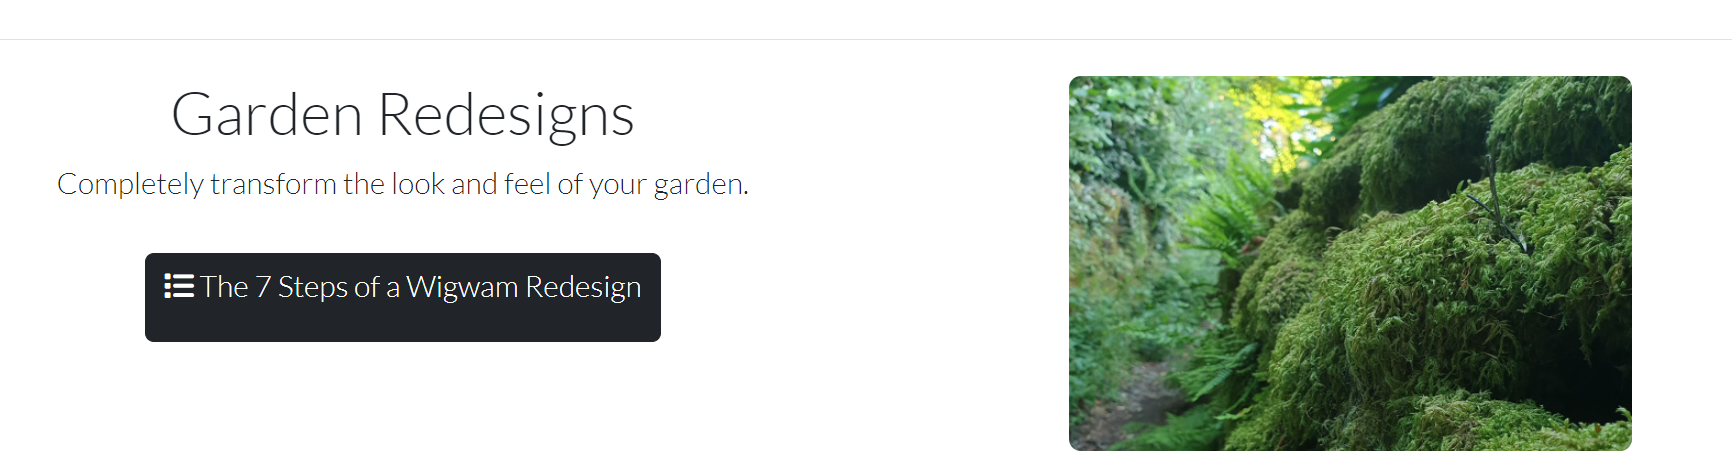 Garden Redesigns
Completely transform the look and feel of your garden.
The 7 Steps of a Wigwam Redesign